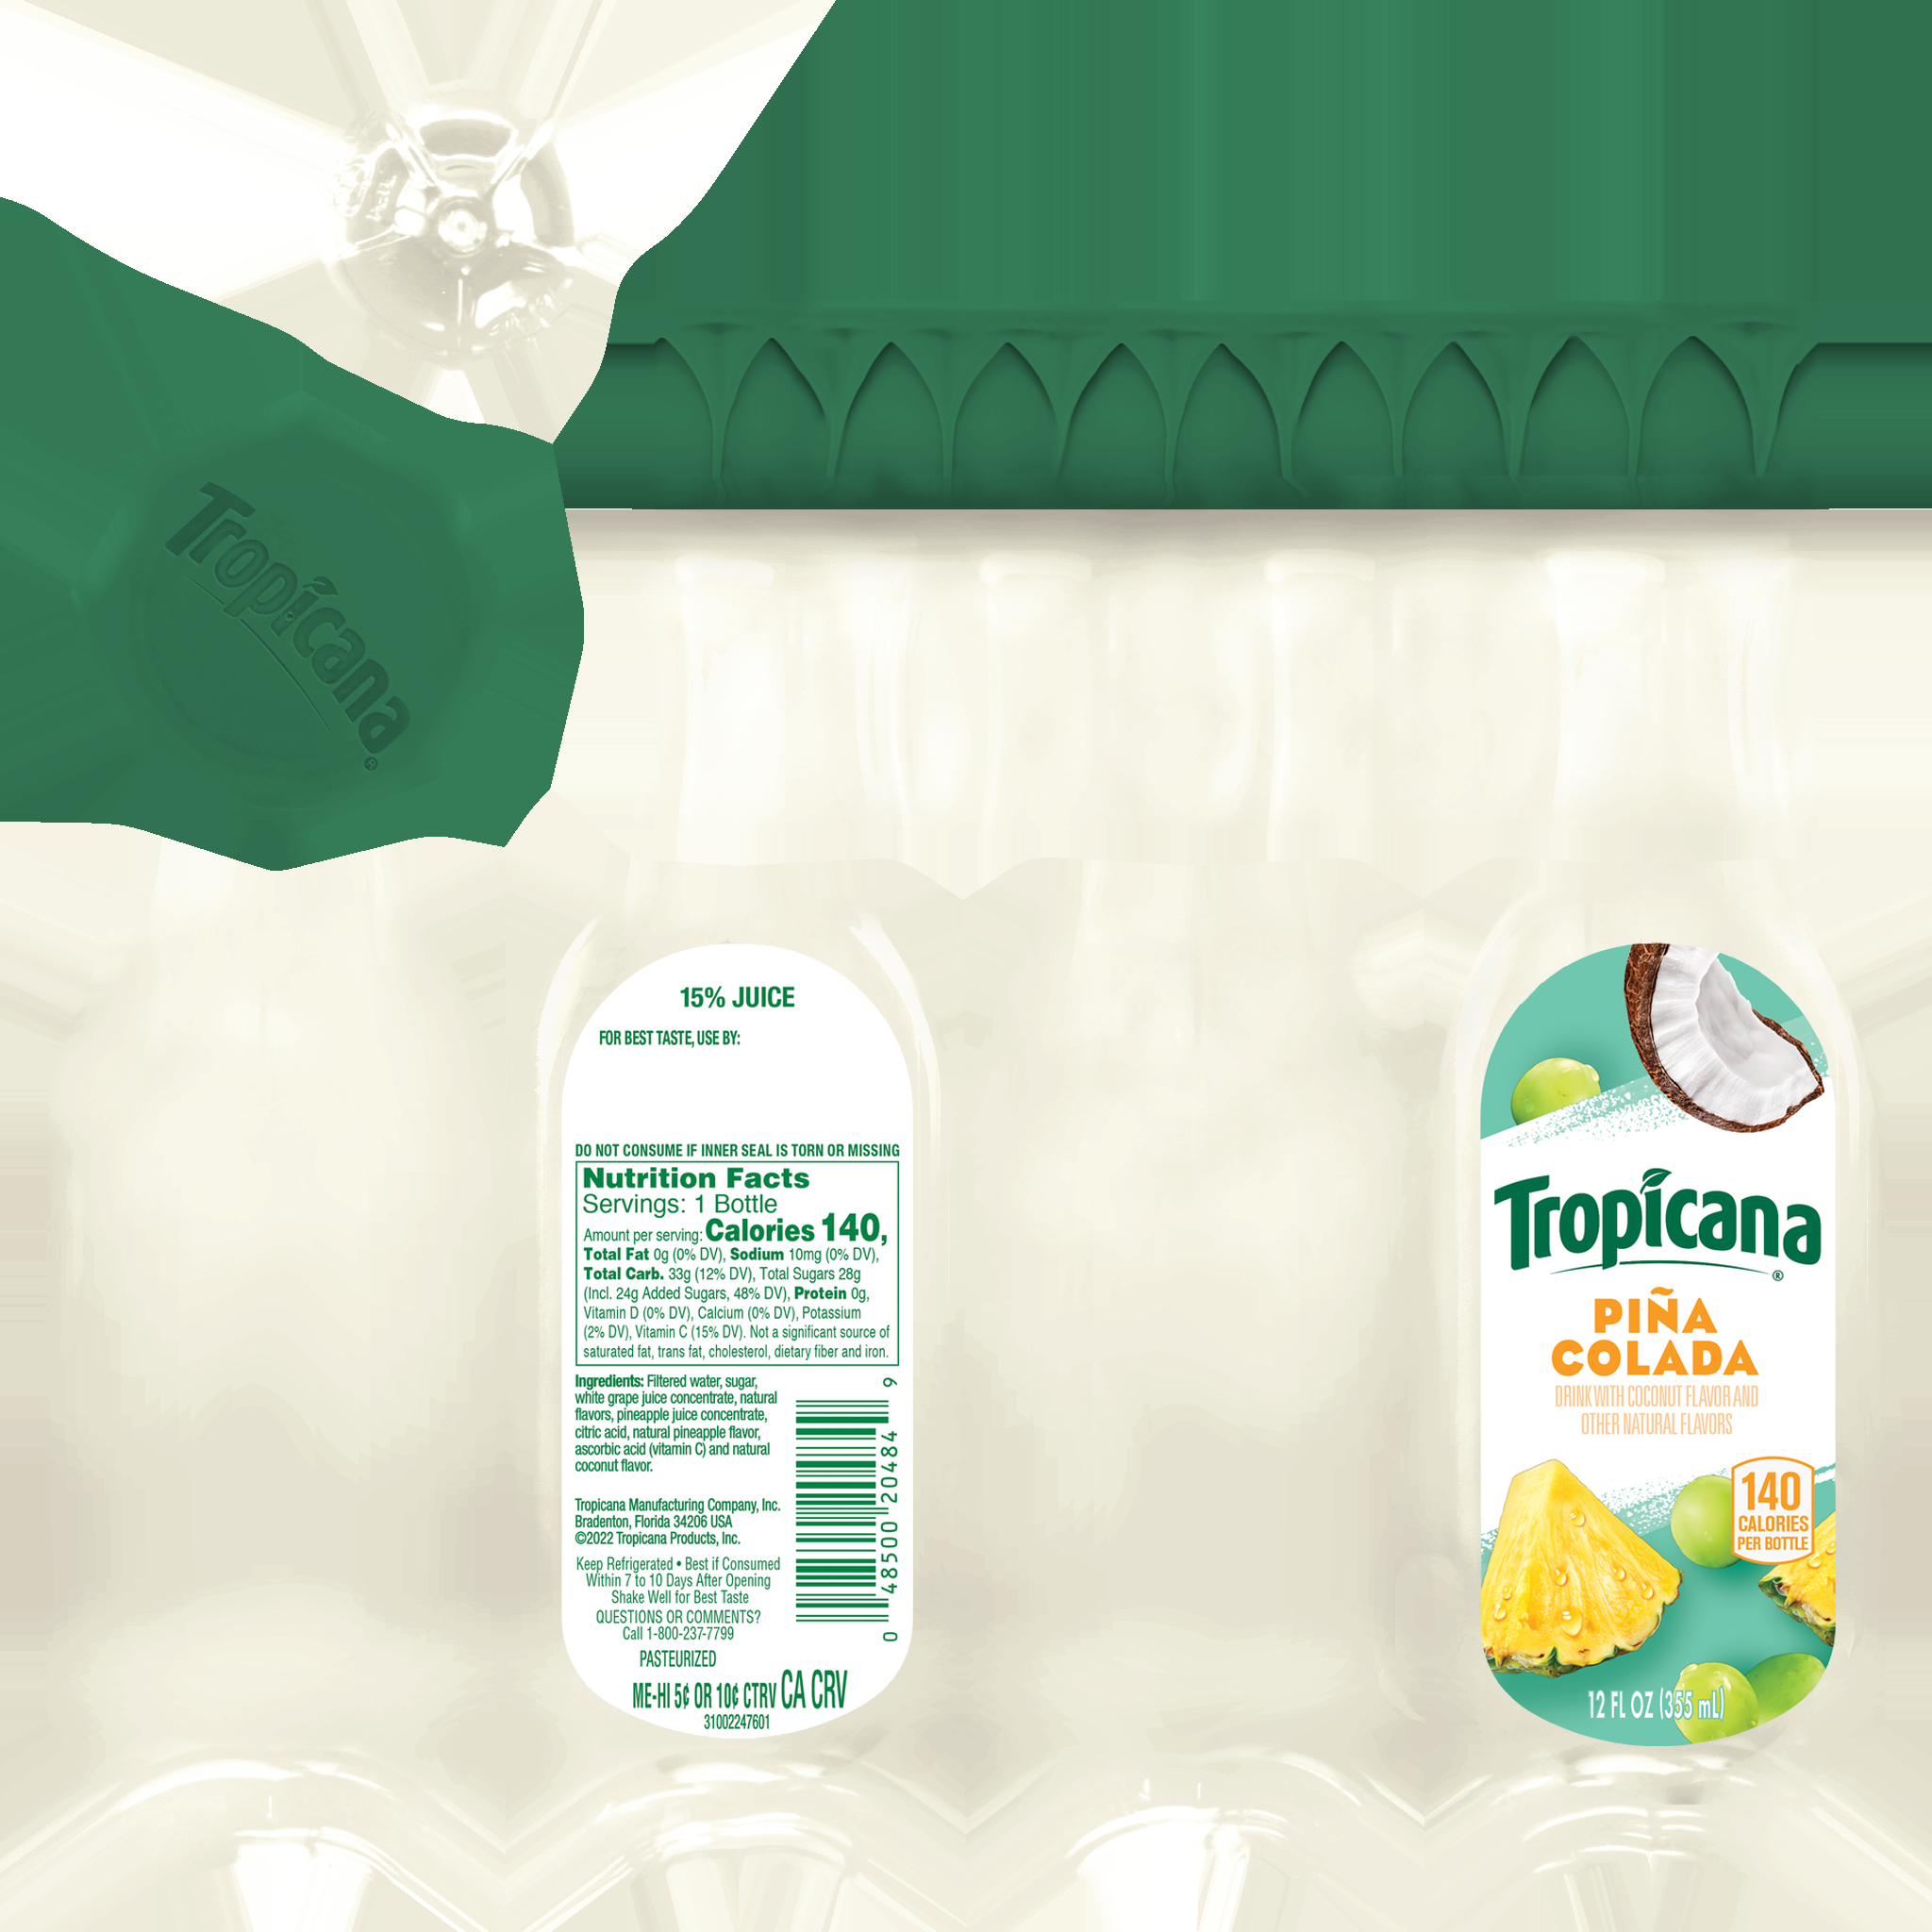 Tropicana
®
15% JUICE
FOR BEST TASTE, USE BY:
DO NOT CONSUME IF INNER SEAL IS TORN OR MISSING
Nutrition Facts
Servings: 1 Bottle
Amount per serving: Calories 140,
Total Fat 0g (0% DV), Sodium 10mg (0% DV),
Total Carb. 33g (12% DV), Total Sugars 28g
(Incl. 24g Added Sugars, 48% DV), Protein 0g,
Vitamin D (0% DV), Calcium (0% DV), Potassium
(2% DV), Vitamin C (15% DV). Not a significant source of
saturated fat, trans fat, cholesterol, dietary fiber and iron.
Ingredients: Filtered water, sugar,
white grape juice concentrate, natural
flavors, pineapple juice concentrate,
citric acid, natural pineapple flavor,
ascorbic acid (vitamin C) and natural
coconut flavor.
Tropicana Manufacturing Company, Inc.
Bradenton, Florida 34206 USA
©2022 Tropicana Products, Inc.
Keep Refrigerated • Best if Consumed
Within 7 to 10 Days After Opening
Shake Well for Best Taste
QUESTIONS OR COMMENTS?
Call 1-800-237-7799
PASTEURIZED
0 48500 20484 9
ME-HI 5¢ OR 10¢ CTRV CA CRV
31002247601
Tropicana
®
PIÑA
COLADA
DRINK WITH COCONUT FLAVOR AND
OTHER NATURAL FLAVORS
140
CALORIES
PER BOTTLE
12 FL OZ (355 mL)